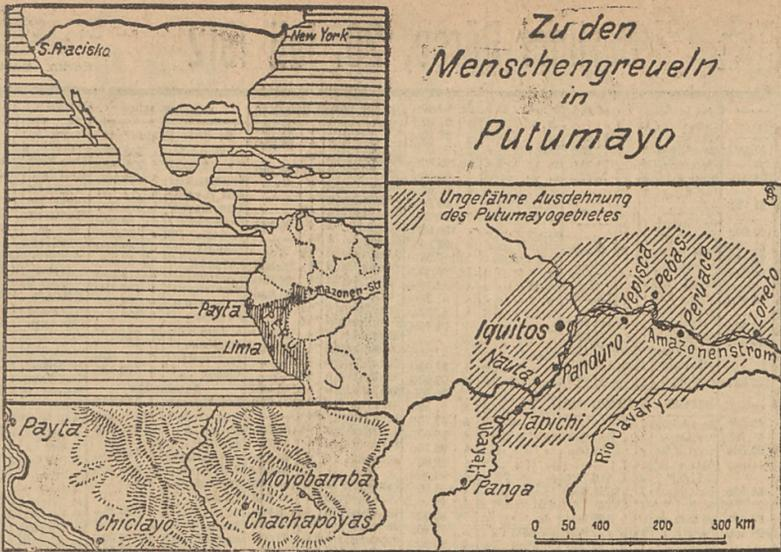 Zu den
Menschengreueln
in
Putumayo
S.Fracisko
New York
Amazonen-Str
Payta
Lima
Ungefähre Ausdehnung
des Putumayogebietes
Iquitos
Nauta
Panduro
Tepisca
Pebas
Peruace
Loreto
Amazonenstrom
Tapichi
Ucayali
Rio Javary
Panga
Payta
Moyobamba
Chachapoyas
Chiclayo
0 50 100 200 300 km